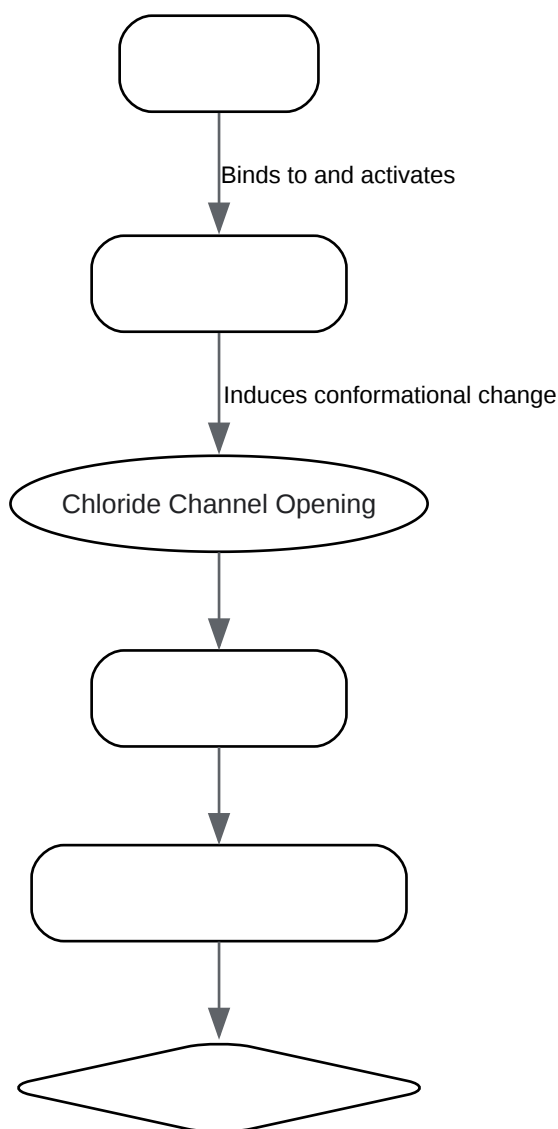 Binds to and activates
Induces conformational change
Chloride Channel Opening